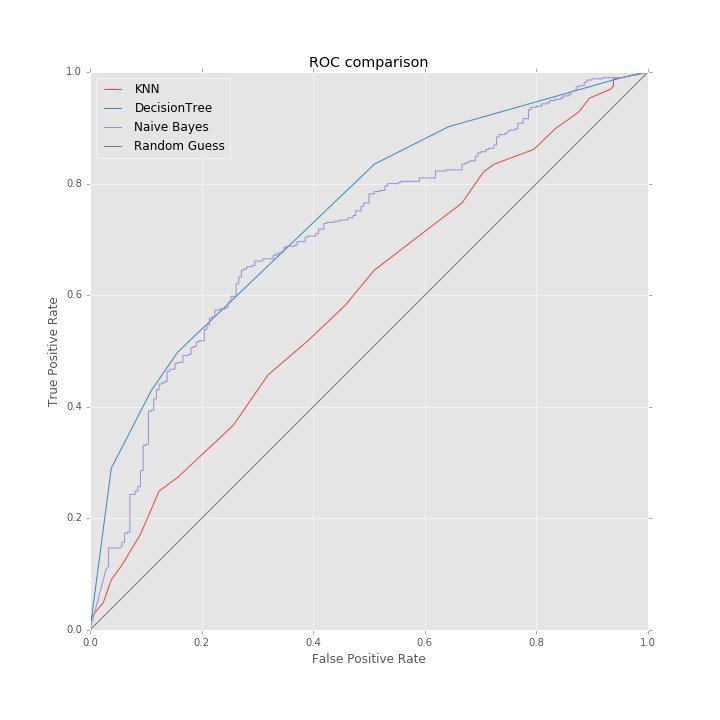 ROC comparison
KNN
DecisionTree
Naive Bayes
Random Guess
True Positive Rate
1.0
0.8
0.6
0.4
0.2
0.0
0.0 0.2 0.4 0.6 0.8 1.0
False Positive Rate